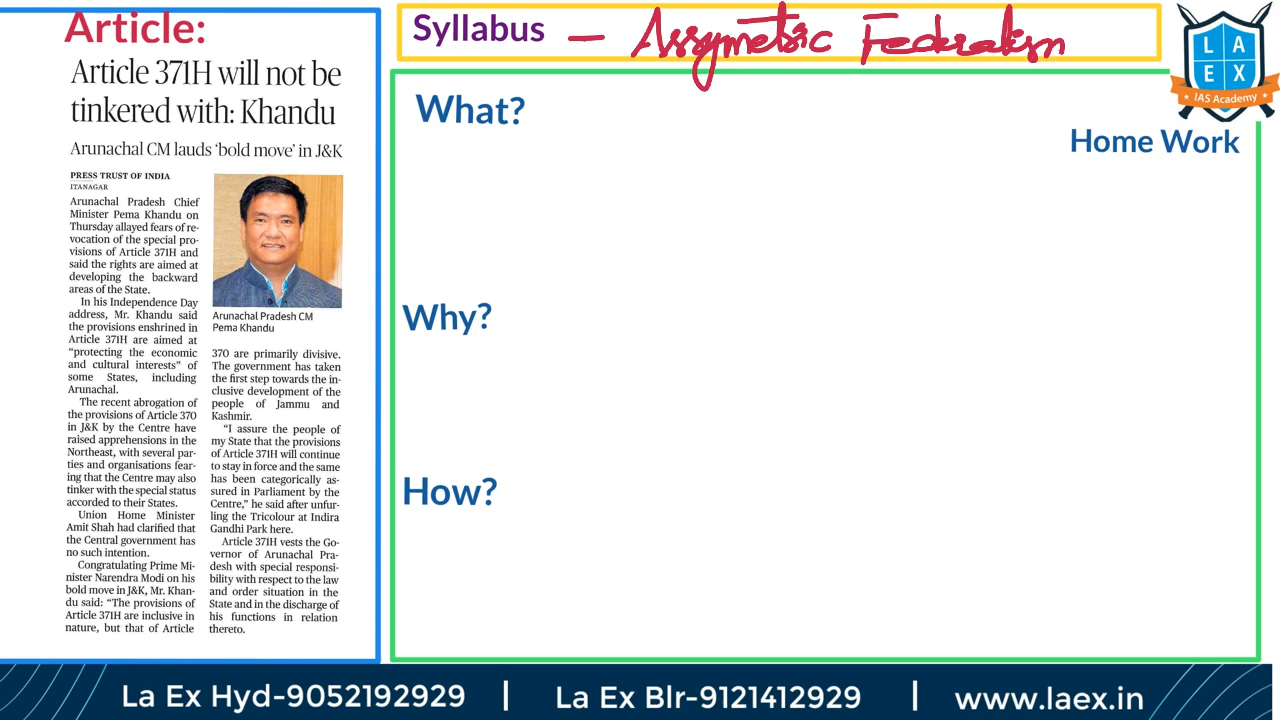 Article:
Article 371H will not be
tinkered with: Khandu
Arunachal CM lauds ‘bold move’ in J&K
PRESS TRUST OF INDIA
ITANAGAR
Arunachal Pradesh Chief
Minister Pema Khandu on
Thursday allayed fears of re-
vocation of the special pro-
visions of Article 371H and
said the rights are aimed at
developing the backward
areas of the State.
In his Independence Day
address, Mr. Khandu said
the provisions enshrined in
Article 371H are aimed at
“protecting the economic
and cultural interests” of
some States, including
Arunachal.
The recent abrogation of
the provisions of Article 370
in J&K by the Centre have
raised apprehensions in the
Northeast, with several par-
ties and organisations fear-
ing that the Centre may also
tinker with the special status
accorded to their States.
Union Home Minister
Amit Shah had clarified that
the Central government has
no such intention.
Congratulating Prime Mi-
nister Narendra Modi on his
bold move in J&K, Mr. Khan-
du said: “The provisions of
Article 371H are inclusive in
nature, but that of Article
Arunachal Pradesh CM
Pema Khandu
370 are primarily divisive.
The government has taken
the first step towards the in-
clusive development of the
people of Jammu and
Kashmir.
“I assure the people of
my State that the provisions
of Article 371H will continue
to stay in force and the same
has been categorically as-
sured in Parliament by the
Centre,” he said after unfur-
ling the Tricolour at Indira
Gandhi Park here.
Article 371H vests the Go-
vernor of Arunachal Pra-
desh with special responsi-
bility with respect to the law
and order situation in the
State and in the discharge of
his functions in relation
thereto.
Syllabus – Assymetric Federalism
L A
E X
IAS Academy
What?
Home Work
Why?
How?
La Ex Hyd-9052192929 | La Ex Blr-9121412929 | www.laex.in